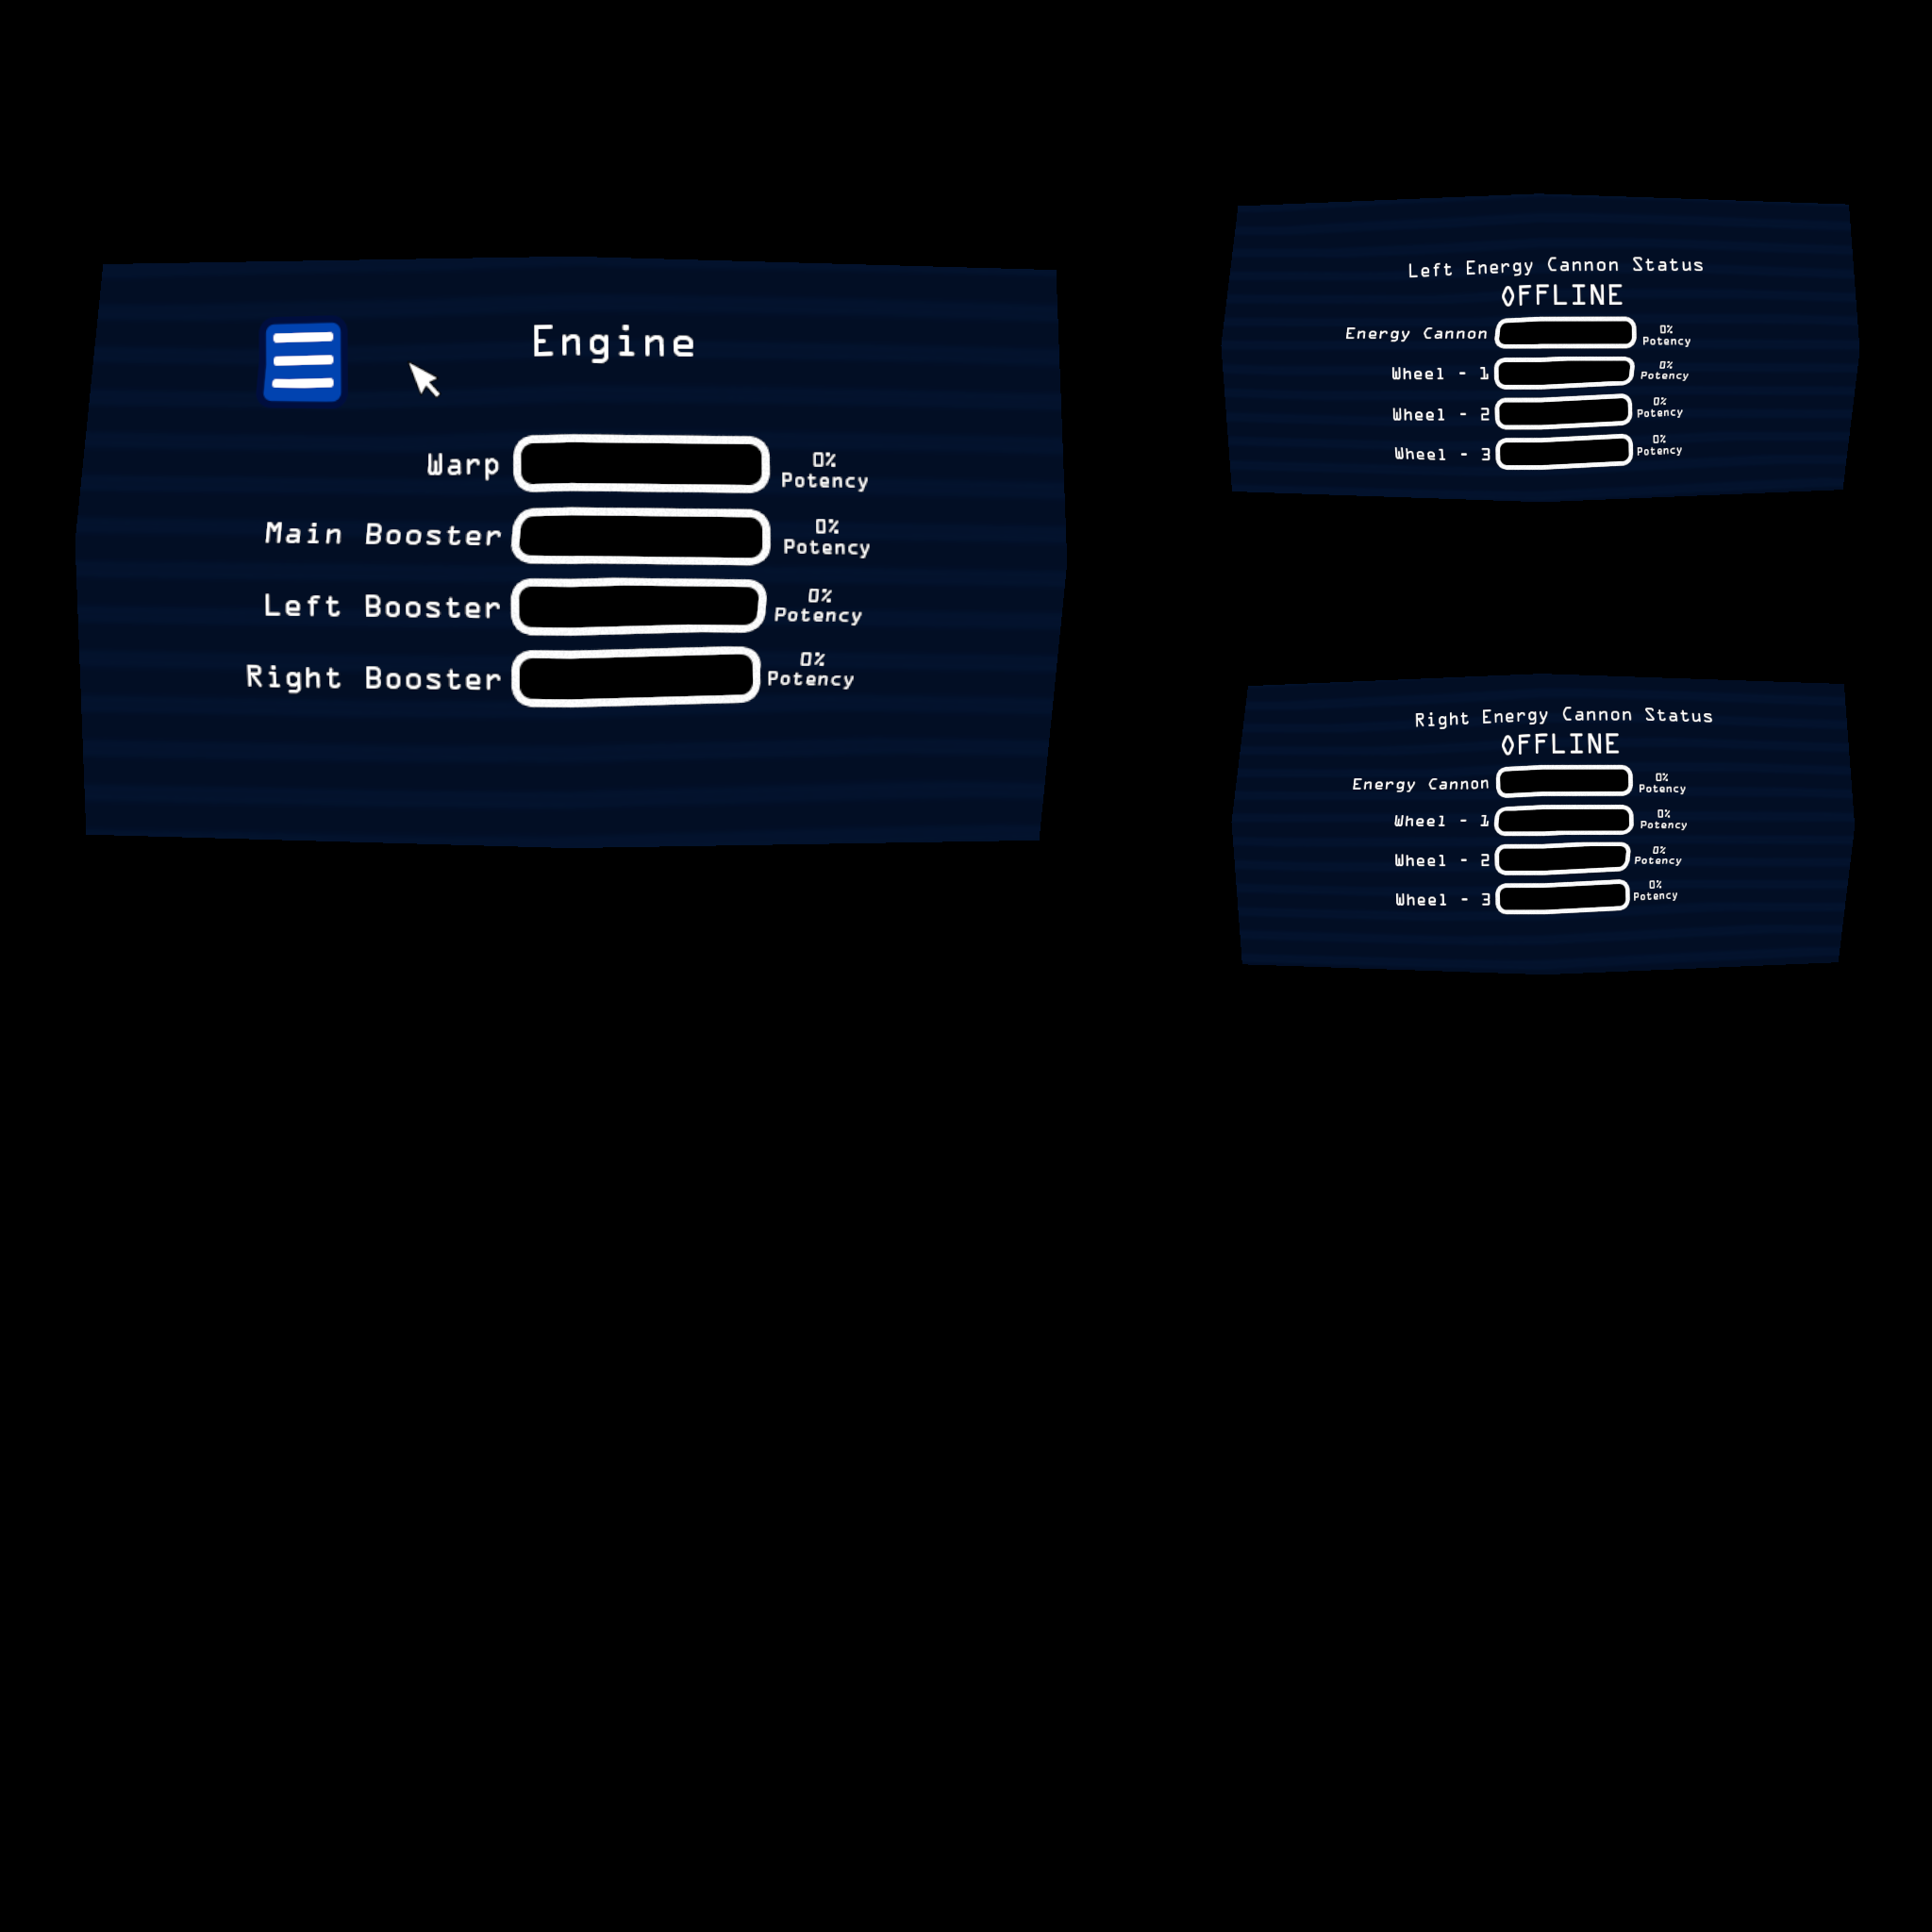 Engine
Warp
0%
Potency
Main Booster
0%
Potency
Left Booster
0%
Potency
Right Booster
0%
Potency
Left Energy Cannon Status
OFFLINE
Energy Cannon
0%
Potency
Wheel - 1
0%
Potency
Wheel - 2
0%
Potency
Wheel - 3
0%
Potency
Right Energy Cannon Status
OFFLINE
Energy Cannon
0%
Potency
Wheel - 1
0%
Potency
Wheel - 2
0%
Potency
Wheel - 3
0%
Potency